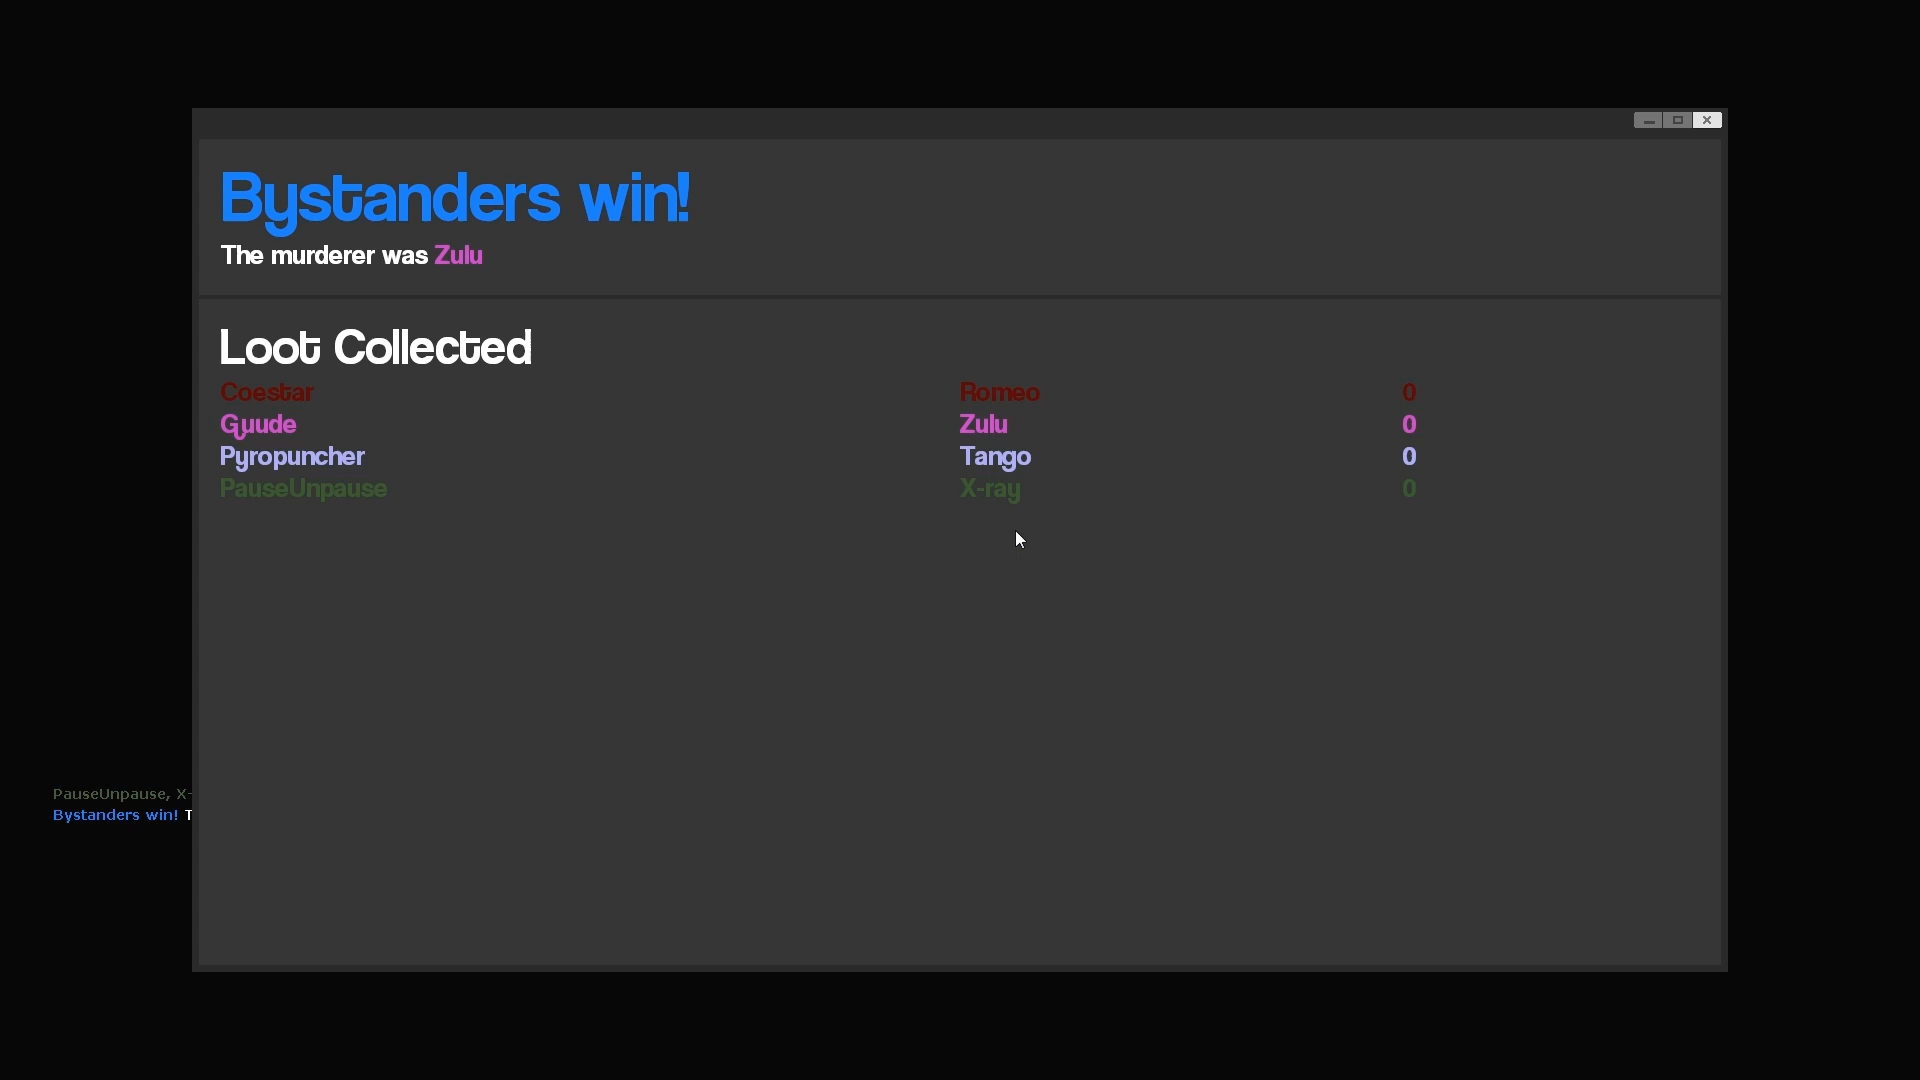 Bystanders win!
The murderer was Zulu
Loot Collected
Coestar Romeo 0
Guude Zulu 0
Pyropuncher Tango 0
PauseUnpause X-ray 0
PauseUnpause, X-
Bystanders win! T